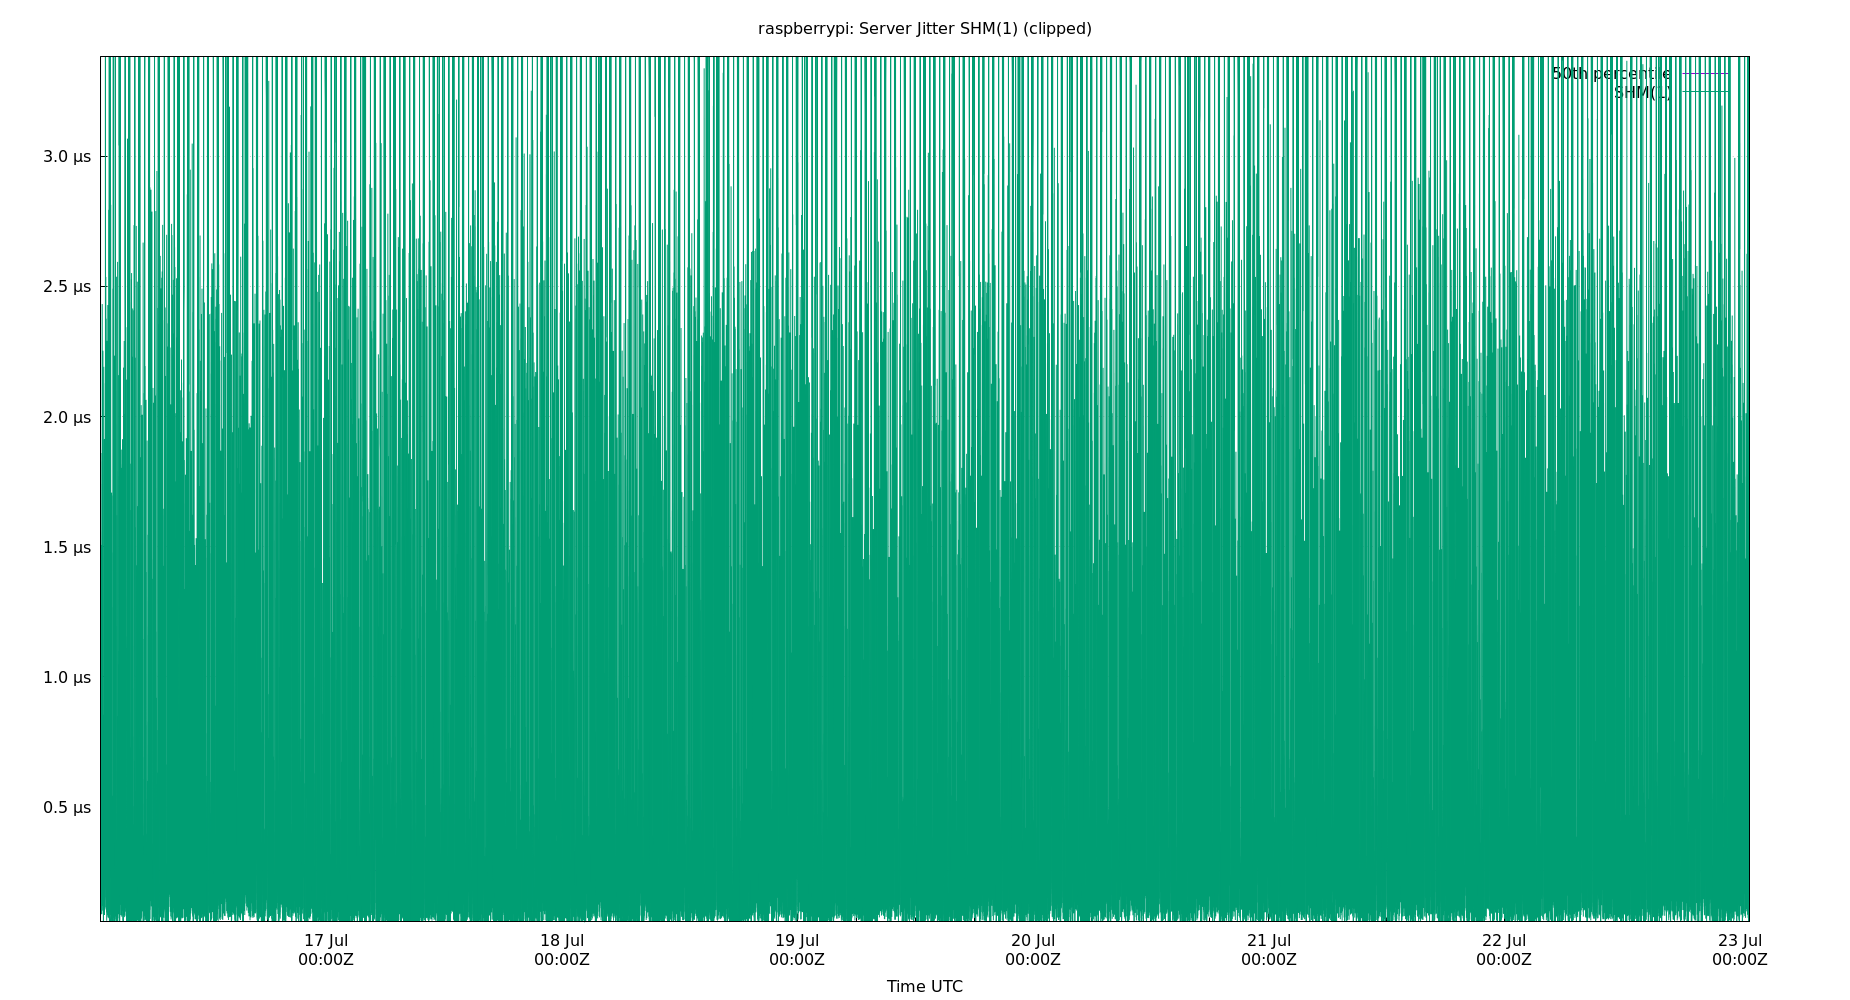 raspberrypi: Server Jitter SHM(1) (clipped)
50th percentile
SHM(1)
3.0 µs
2.5 µs
2.0 µs
1.5 µs
1.0 µs
0.5 µs
17 Jul 18 Jul 19 Jul 20 Jul 21 Jul 22 Jul 23 Jul
00:00Z 00:00Z 00:00Z 00:00Z 00:00Z 00:00Z 00:00Z
Time UTC